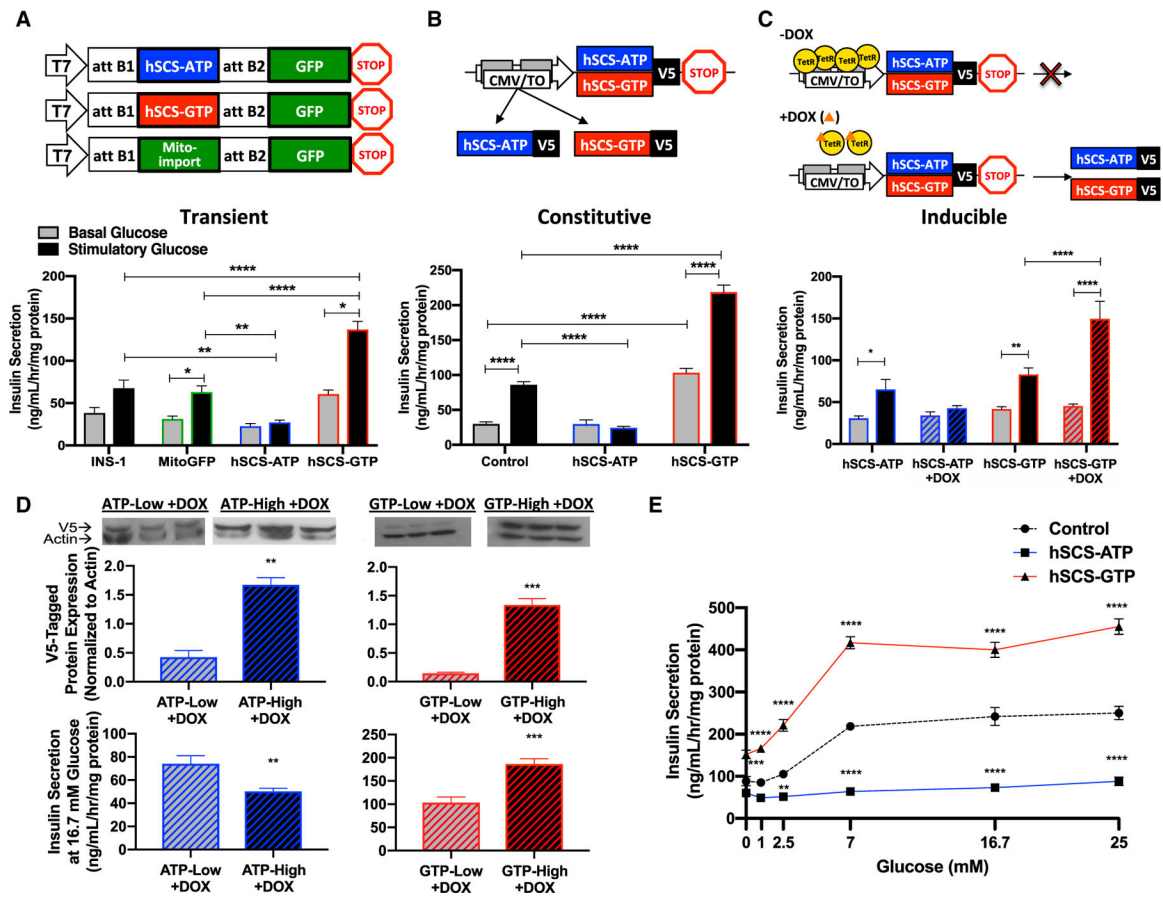 A
T7
att B1
hSCS-ATP
att B2
GFP
STOP
T7
att B1
hSCS-GTP
att B2
GFP
STOP
T7
att B1
Mito-
import
att B2
GFP
STOP
Transient
Basal Glucose
Stimulatory Glucose
Insulin Secretion
(ng/mL/hr/mg protein)
200
150
100
50
0
****
****
**
**
*
*
INS-1
MitoGFP
hSCS-ATP
hSCS-GTP
B
CMV/TO
hSCS-ATP
hSCS-GTP
V5
STOP
hSCS-ATP
V5
hSCS-GTP
V5
Constitutive
Insulin Secretion
(ng/mL/hr/mg protein)
250
200
150
100
50
0
****
****
****
****
****
Control
hSCS-ATP
hSCS-GTP
C
-DOX
TetR
TetR
TetR
TetR
CMV/TO
hSCS-ATP
hSCS-GTP
V5
STOP
+DOX (▲)
TetR
TetR
CMV/TO
hSCS-ATP
hSCS-GTP
V5
STOP
hSCS-ATP
V5
hSCS-GTP
V5
Inducible
Insulin Secretion
(ng/mL/hr/mg protein)
200
150
100
50
0
****
****
*
**
hSCS-ATP
hSCS-ATP
+DOX
hSCS-GTP
hSCS-GTP
+DOX
D
ATP-Low +DOX
ATP-High +DOX
GTP-Low +DOX
GTP-High +DOX
V5→
Actin→
V5-Tagged
Protein Expression
(Normalized to Actin)
2.0
1.5
1.0
0.5
0.0
**
ATP-Low
+DOX
ATP-High
+DOX
2.0
1.5
1.0
0.5
0.0
***
GTP-Low
+DOX
GTP-High
+DOX
Insulin Secretion
at 16.7 mM Glucose
(ng/mL/hr/mg protein)
100
80
60
40
20
0
**
ATP-Low
+DOX
ATP-High
+DOX
250
200
150
100
50
0
***
GTP-Low
+DOX
GTP-High
+DOX
E
Control
hSCS-ATP
hSCS-GTP
Insulin Secretion
(ng/mL/hr/mg protein)
500
400
300
200
100
0
****
****
****
****
****
***
**
****
****
****
0
1
2.5
7
16.7
25
Glucose (mM)